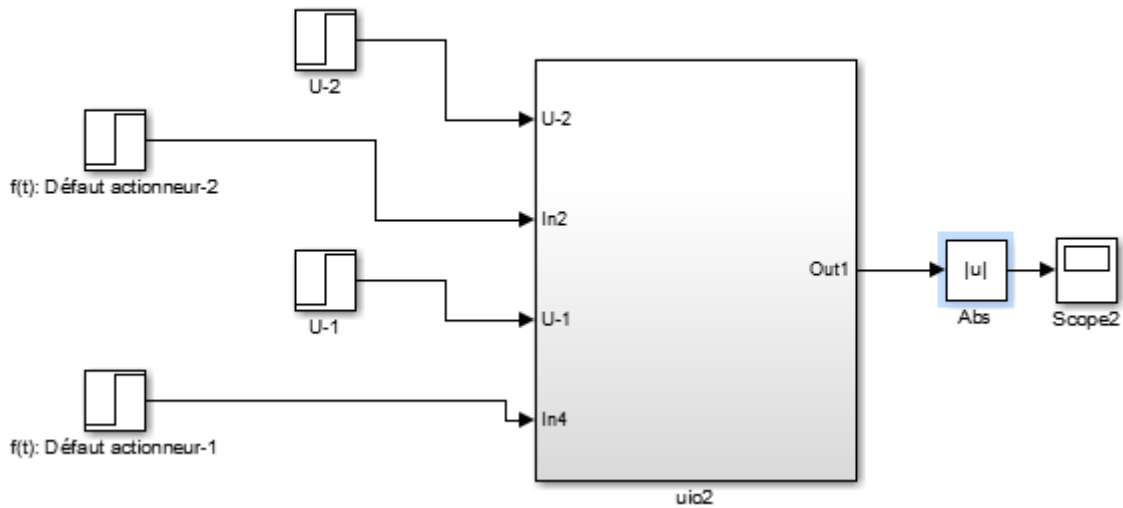 U-2
f(t): Défaut actionneur-2
U-1
f(t): Défaut actionneur-1
U-2
In2
U-1
In4
Out1
uio2
|u|
Abs
Scope2